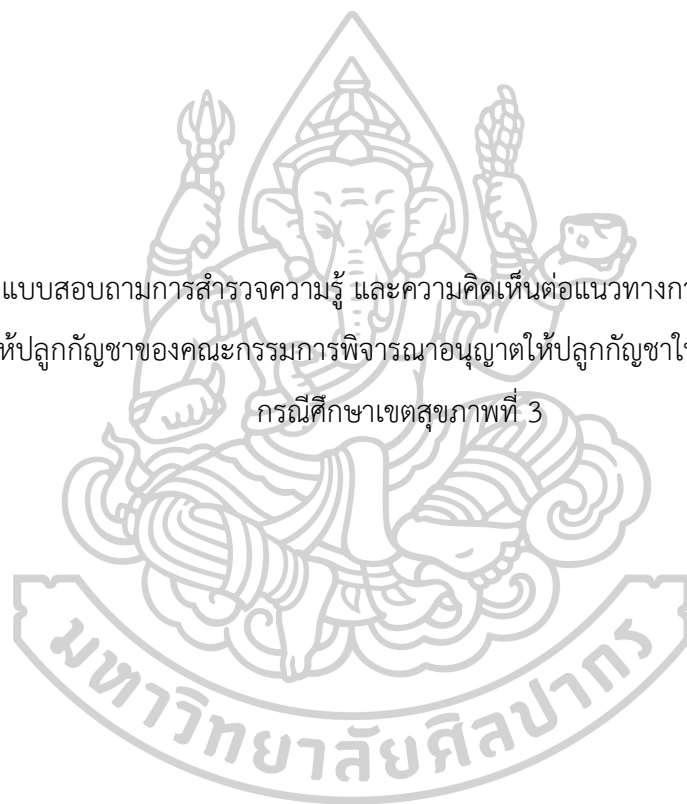 แบบสอบถามการสำรวจความรู้ และความคิดเห็นต่อแนวทางกา
ห้ปลูกกัญชาของคณะกรรมการพิจารณาอนุญาตให้ปลูกกัญชาใ
กรณีศึกษาเขตสุขภาพที่ 3
มหาวิทยาลัยศิลปากร